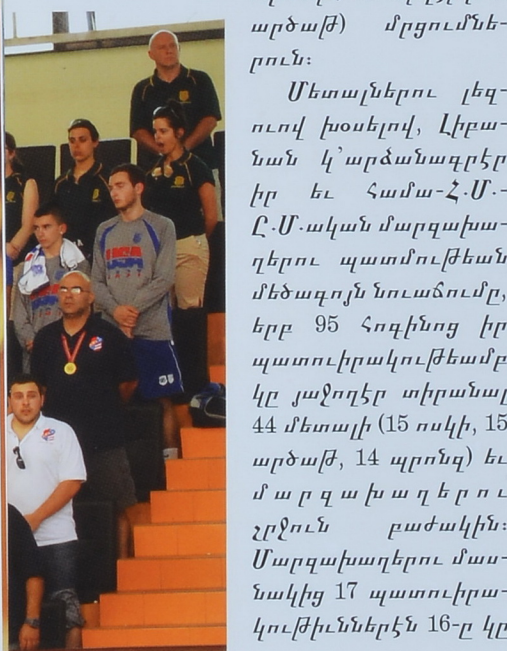 արծաթ) մրցումնե-
րուն:
Մետալներու լեզ-
ուով խօսելով, Լիբա-
նան կ՚արձանագրէր
իր եւ Համա-Հ.Մ.-
Ը.Մ.ական մարզախա-
ղերու պատմութեան
մեծագոյն նուաճումը,
երբ 95 հոգինոց իր
պատուիրակութեամբ
կը յաջողէր տիրանալ
44 մետալի (15 ոսկի, 15
արծաթ, 14 պրոնզ) եւ
մարզախաղերու
շրջուն բաժակին:
Մարզախաղերու մաս-
նակից 17 պատուիրա-
կութիւններէն 16-ը կը